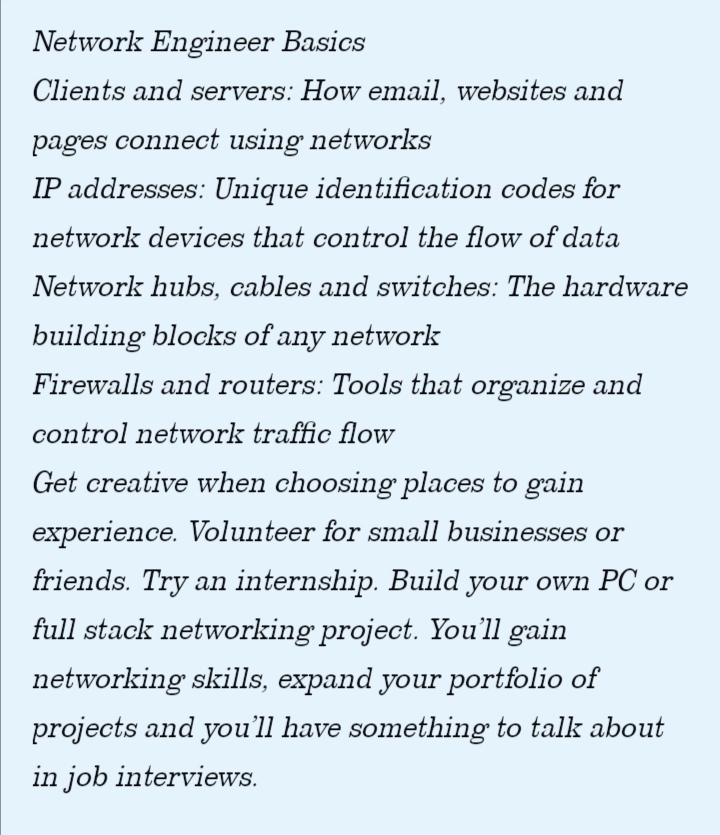 Network Engineer Basics
Clients and servers: How email, websites and
pages connect using networks
IP addresses: Unique identification codes for
network devices that control the flow of data
Network hubs, cables and switches: The hardware
building blocks of any network
Firewalls and routers: Tools that organize and
control network traffic flow
Get creative when choosing places to gain
experience. Volunteer for small businesses or
friends. Try an internship. Build your own PC or
full stack networking project. You’ll gain
networking skills, expand your portfolio of
projects and you’ll have something to talk about
in job interviews.